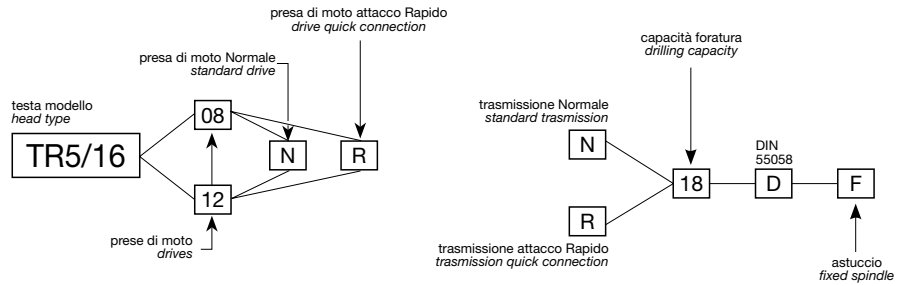 presa di moto attacco Rapido
drive quick connection
presa di moto Normale
standard drive
testa modello
head type
TR5/16
08
N
R
12
prese di moto
drives
capacità foratura
drilling capacity
trasmissione Normale
standard trasmission
N
DIN
55058
18
D
F
R
trasmissione attacco Rapido
trasmission quick connection
astuccio
fixed spindle